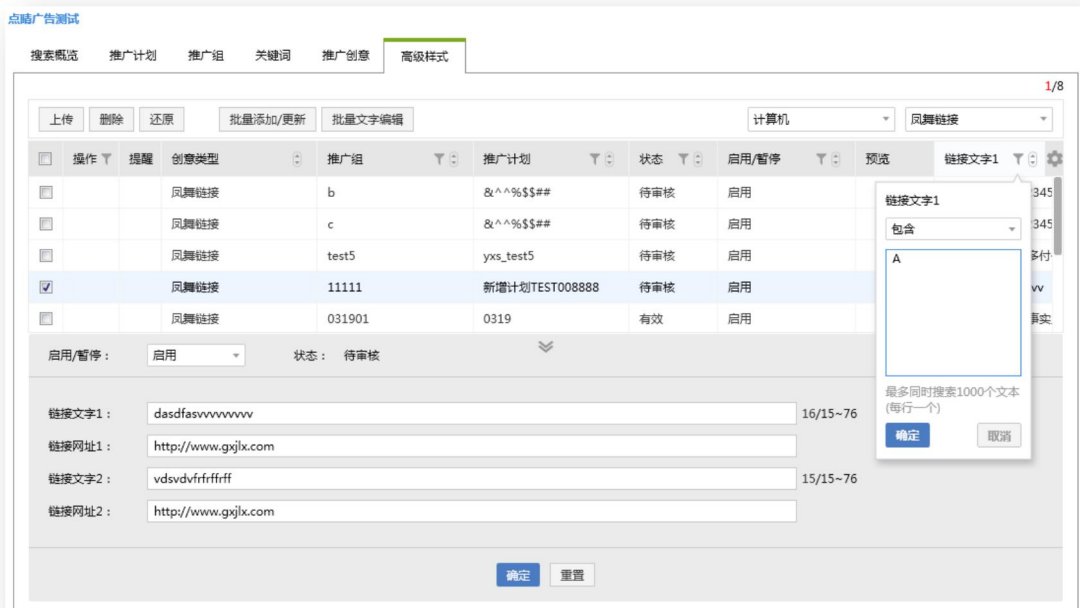 点睛广告测试
搜索概览 推广计划 推广组 关键词 推广创意 高级样式
1/8
上传 删除 还原 批量添加/更新 批量文字编辑 计算机 凤舞链接
操作 提醒 创意类型 推广组 推广计划 状态 启用/暂停 预览 链接文字1
凤舞链接 b &^^%$$## 待审核 启用 345
凤舞链接 c &^^%$$## 待审核 启用 345
凤舞链接 test5 yxs_test5 待审核 启用 付
凤舞链接 11111 新增计划TEST008888 待审核 启用 vv
凤舞链接 031901 0319 有效 启用 事实
链接文字1
包含
A
最多同时搜索1000个文本
(每行一个)
确定 取消
启用/暂停： 启用 状态： 待审核
链接文字1： dasdfasvvvvvvvvv 16/15~76
链接网址1： http://www.gxjlx.com
链接文字2： vdsvdvfrfrffrff 15/15~76
链接网址2： http://www.gxjlx.com
确定 重置